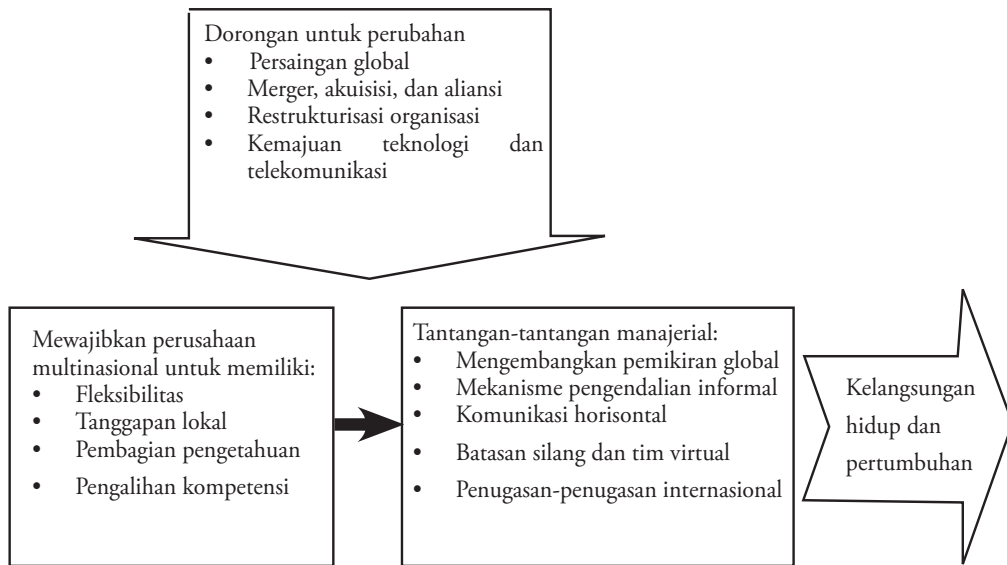 Dorongan untuk perubahan
• Persaingan global
• Merger, akuisisi, dan aliansi
• Restrukturisasi organisasi
• Kemajuan teknologi dan
telekomunikasi
Mewajibkan perusahaan
multinasional untuk memiliki:
• Fleksibilitas
• Tanggapan lokal
• Pembagian pengetahuan
• Pengalihan kompetensi
Tantangan-tantangan manajerial:
• Mengembangkan pemikiran global
• Mekanisme pengendalian informal
• Komunikasi horisontal
• Batasan silang dan tim virtual
• Penugasan-penugasan internasional
Kelangsungan
hidup dan
pertumbuhan